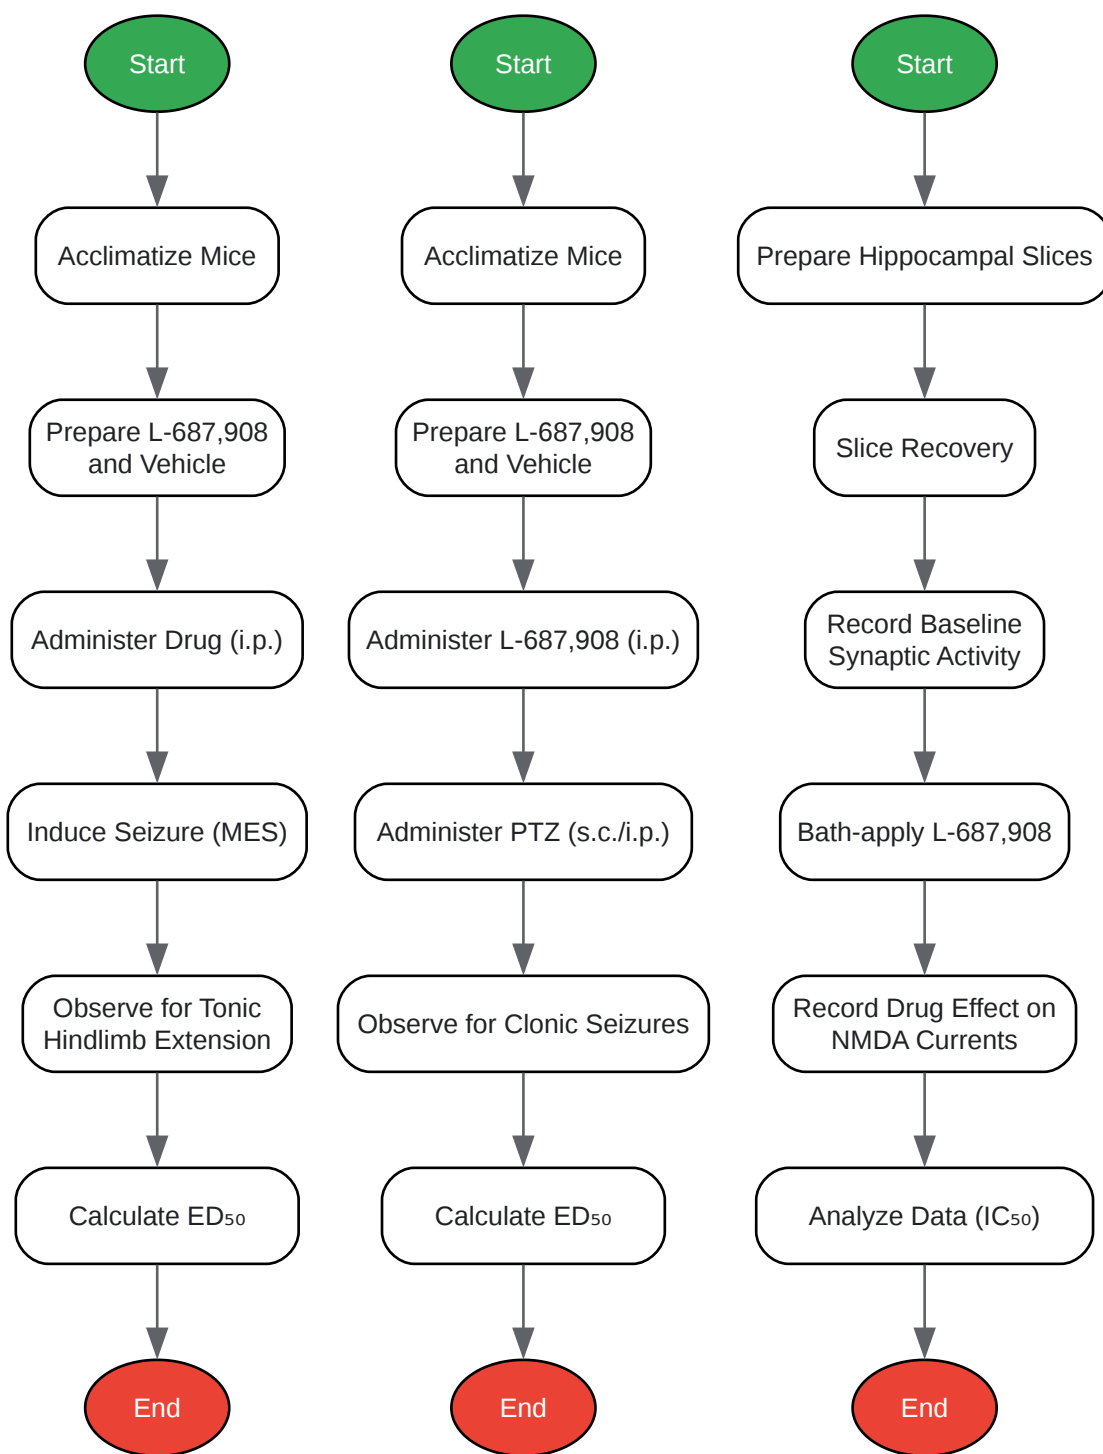 Start
Acclimatize Mice
Prepare L-687,908
and Vehicle
Administer Drug (i.p.)
Induce Seizure (MES)
Observe for Tonic
Hindlimb Extension
Calculate ED₅₀
End
Start
Acclimatize Mice
Prepare L-687,908
and Vehicle
Administer L-687,908 (i.p.)
Administer PTZ (s.c./i.p.)
Observe for Clonic Seizures
Calculate ED₅₀
End
Start
Prepare Hippocampal Slices
Slice Recovery
Record Baseline
Synaptic Activity
Bath-apply L-687,908
Record Drug Effect on
NMDA Currents
Analyze Data (IC₅₀)
End